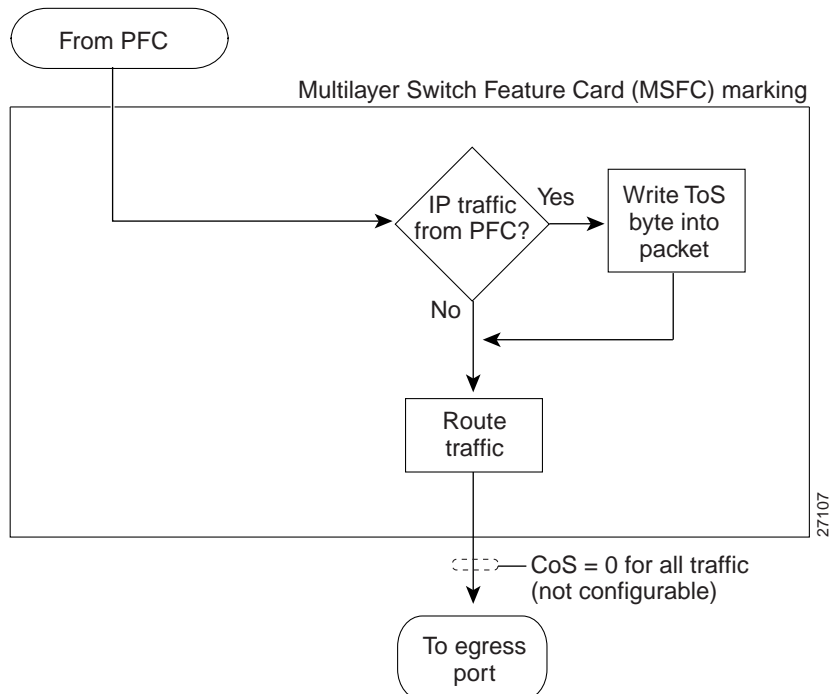 From PFC
Multilayer Switch Feature Card (MSFC) marking
IP traffic
from PFC?
Yes
Write ToS
byte into
packet
No
Route
traffic
27107
CoS = 0 for all traffic
(not configurable)
To egress
port